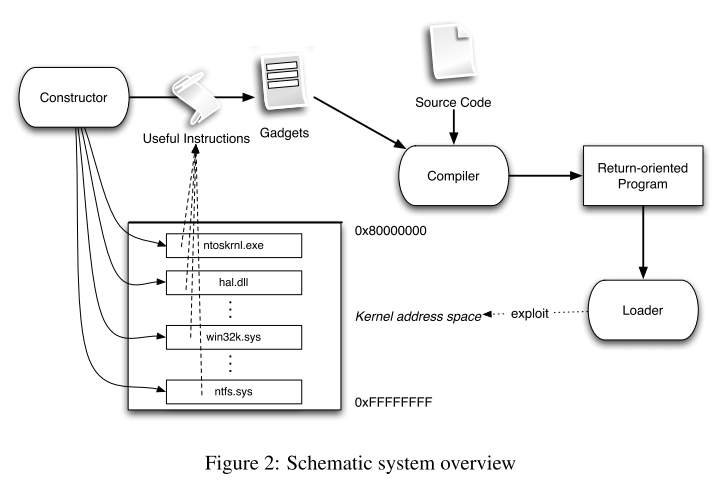 Constructor
Useful Instructions
Gadgets
Source Code
Compiler
Return-oriented
Program
ntoskrnl.exe
0x80000000
hal.dll
win32k.sys
Kernel address space
exploit
Loader
ntfs.sys
0xFFFFFFFF
Figure 2: Schematic system overview